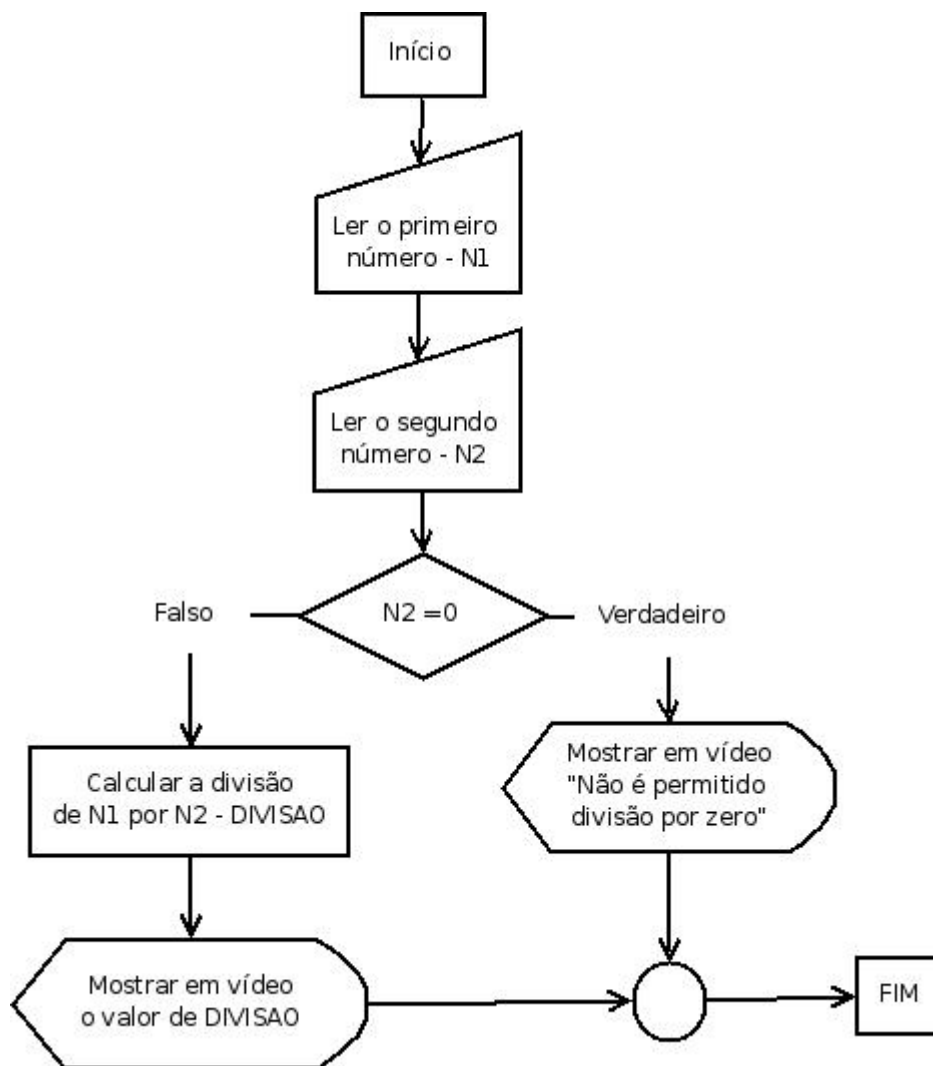 Início
Ler o primeiro
número - N1
Ler o segundo
número - N2
N2 =0
Falso
Verdadeiro
Calcular a divisão
de N1 por N2 - DIVISAO
Mostrar em vídeo
"Não é permitido
divisão por zero"
Mostrar em vídeo
o valor de DIVISAO
FIM